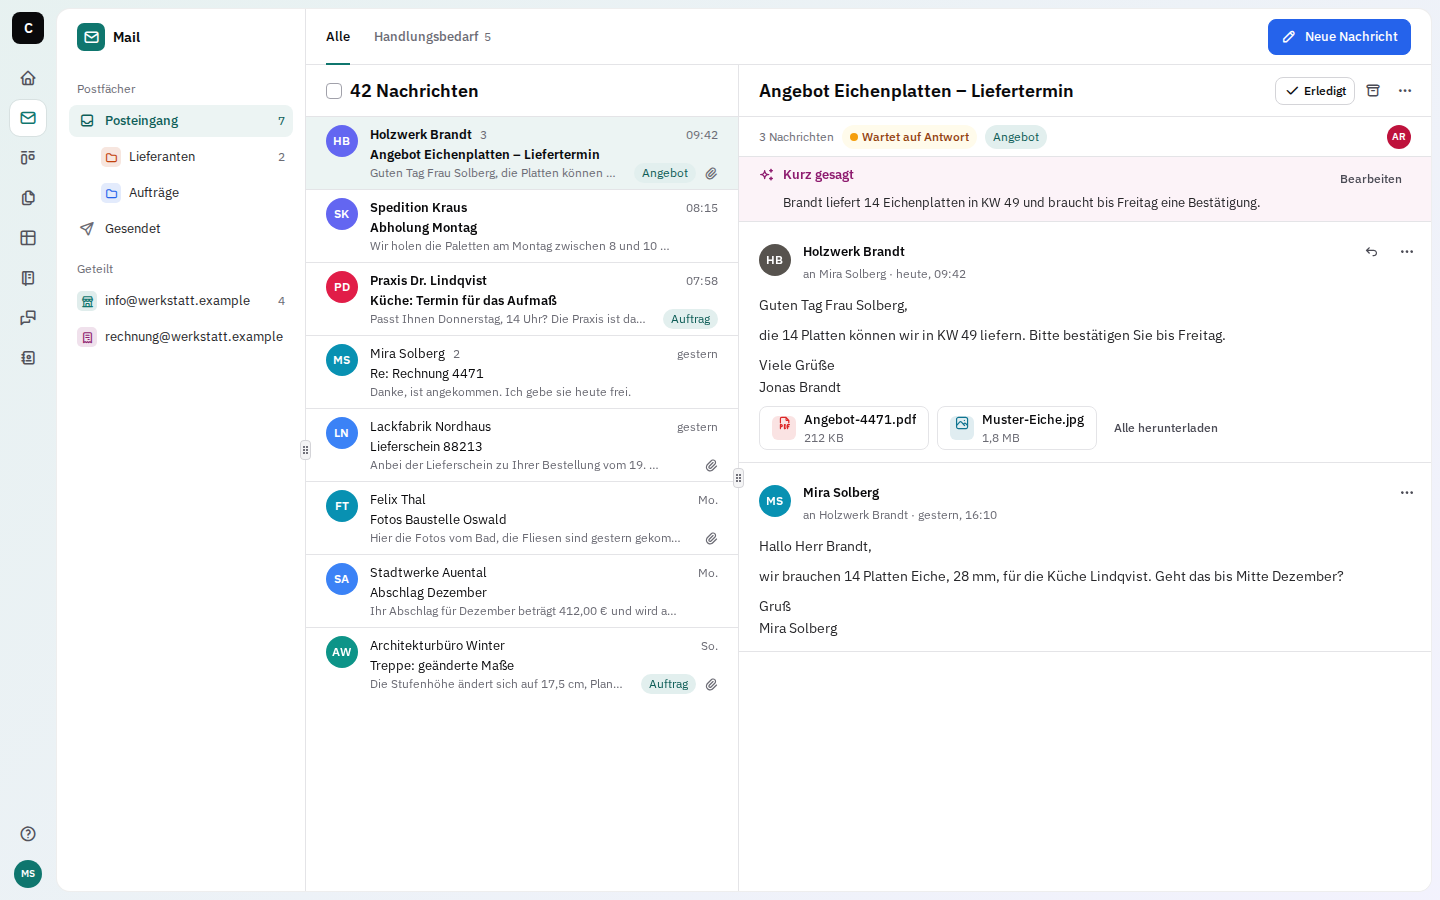 C
Mail
Postfächer
Posteingang 7
Lieferanten 2
Aufträge
Gesendet
Geteilt
info@werkstatt.example 4
rechnung@werkstatt.example
MS
Alle Handlungsbedarf 5
Neue Nachricht
42 Nachrichten
HB Holzwerk Brandt 3 09:42
Angebot Eichenplatten – Liefertermin
Guten Tag Frau Solberg, die Platten können ... Angebot
SK Spedition Kraus 08:15
Abholung Montag
Wir holen die Paletten am Montag zwischen 8 und 10 ...
PD Praxis Dr. Lindqvist 07:58
Küche: Termin für das Aufmaß
Passt Ihnen Donnerstag, 14 Uhr? Die Praxis ist da... Auftrag
MS Mira Solberg 2 gestern
Re: Rechnung 4471
Danke, ist angekommen. Ich gebe sie heute frei.
LN Lackfabrik Nordhaus gestern
Lieferschein 88213
Anbei der Lieferschein zu Ihrer Bestellung vom 19. ...
FT Felix Thal Mo.
Fotos Baustelle Oswald
Hier die Fotos vom Bad, die Fliesen sind gestern gekom...
SA Stadtwerke Auental Mo.
Abschlag Dezember
Ihr Abschlag für Dezember beträgt 412,00 € und wird a...
AW Architekturbüro Winter So.
Treppe: geänderte Maße
Die Stufenhöhe ändert sich auf 17,5 cm, Plan... Auftrag
Angebot Eichenplatten – Liefertermin Erledigt
3 Nachrichten Wartet auf Antwort Angebot AR
Kurz gesagt Bearbeiten
Brandt liefert 14 Eichenplatten in KW 49 und braucht bis Freitag eine Bestätigung.
HB Holzwerk Brandt
an Mira Solberg · heute, 09:42
Guten Tag Frau Solberg,
die 14 Platten können wir in KW 49 liefern. Bitte bestätigen Sie bis Freitag.
Viele Grüße
Jonas Brandt
PDF Angebot-4471.pdf
212 KB
Muster-Eiche.jpg
1,8 MB
Alle herunterladen
MS Mira Solberg
an Holzwerk Brandt · gestern, 16:10
Hallo Herr Brandt,
wir brauchen 14 Platten Eiche, 28 mm, für die Küche Lindqvist. Geht das bis Mitte Dezember?
Gruß
Mira Solberg